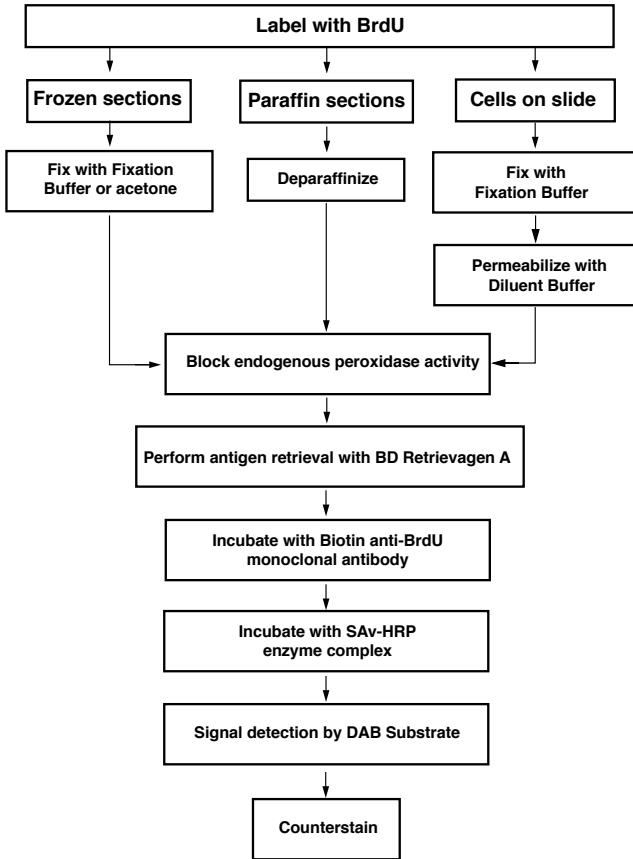 Label with BrdU
Frozen sections
Paraffin sections
Cells on slide
Fix with Fixation
Buffer or acetone
Deparaffinize
Fix with
Fixation Buffer
Permeabilize with
Diluent Buffer
Block endogenous peroxidase activity
Perform antigen retrieval with BD Retrievagen A
Incubate with Biotin anti-BrdU
monoclonal antibody
Incubate with SAv-HRP
enzyme complex
Signal detection by DAB Substrate
Counterstain